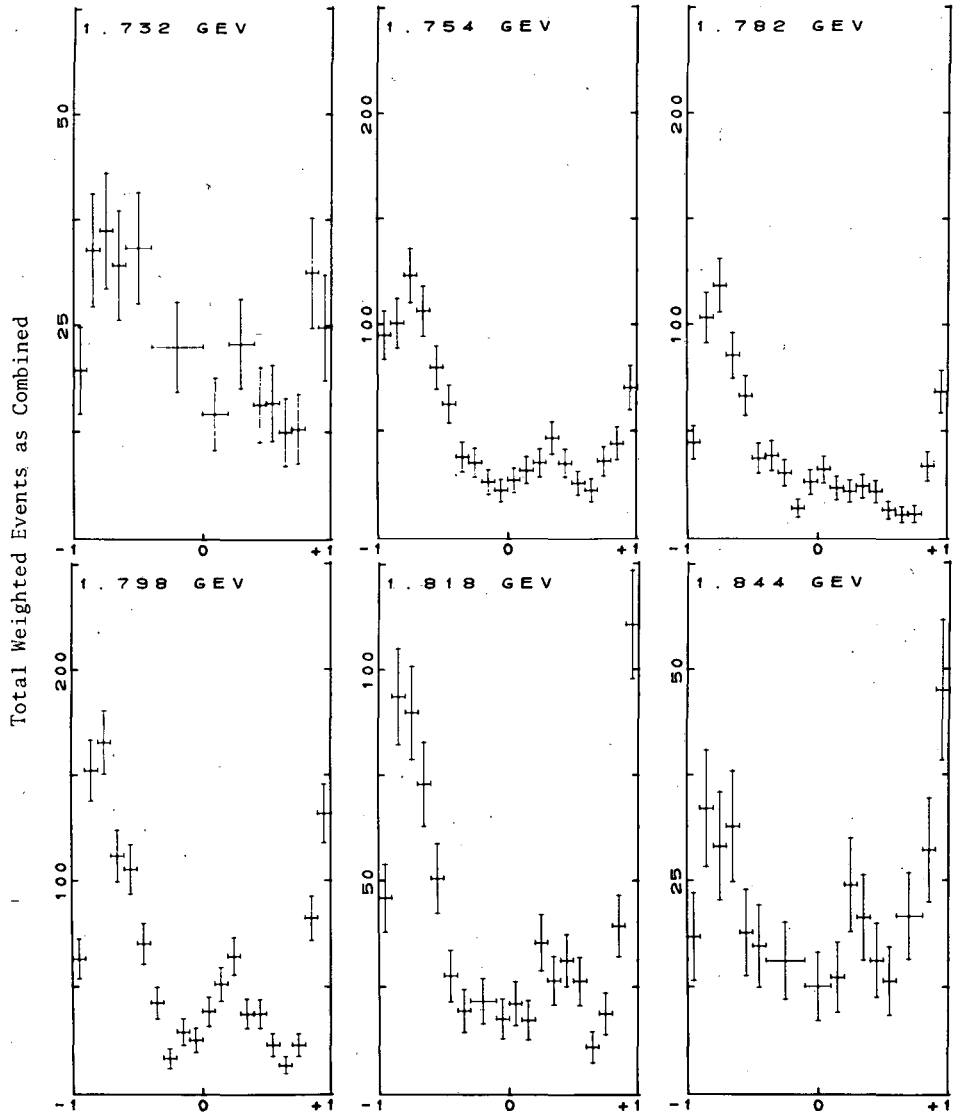 Total Weighted Events as Combined
1.732 GEV
50
25
-1 0 +1
1.754 GEV
200
100
-1 0 +1
1.782 GEV
200
100
-1 0 +1
1.798 GEV
200
100
-1 0 +1
1.818 GEV
100
50
-1 0 +1
1.844 GEV
50
25
-1 0 +1